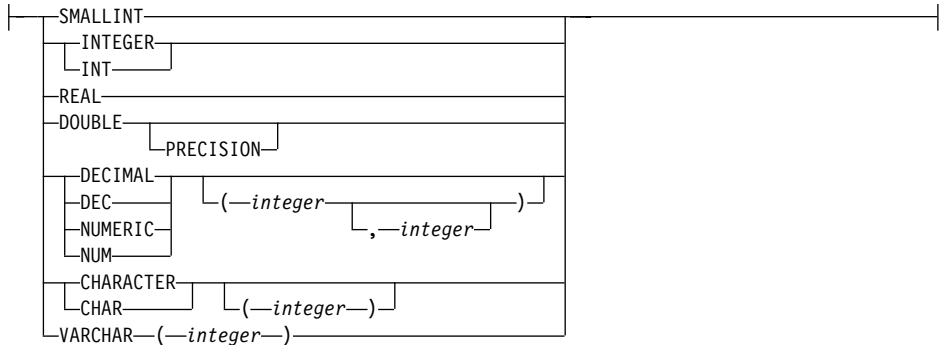 SMALLINT
INTEGER
INT
REAL
DOUBLE
PRECISION
DECIMAL
DEC ( integer )
NUMERIC , integer
NUM
CHARACTER
CHAR ( integer )
VARCHAR ( integer )